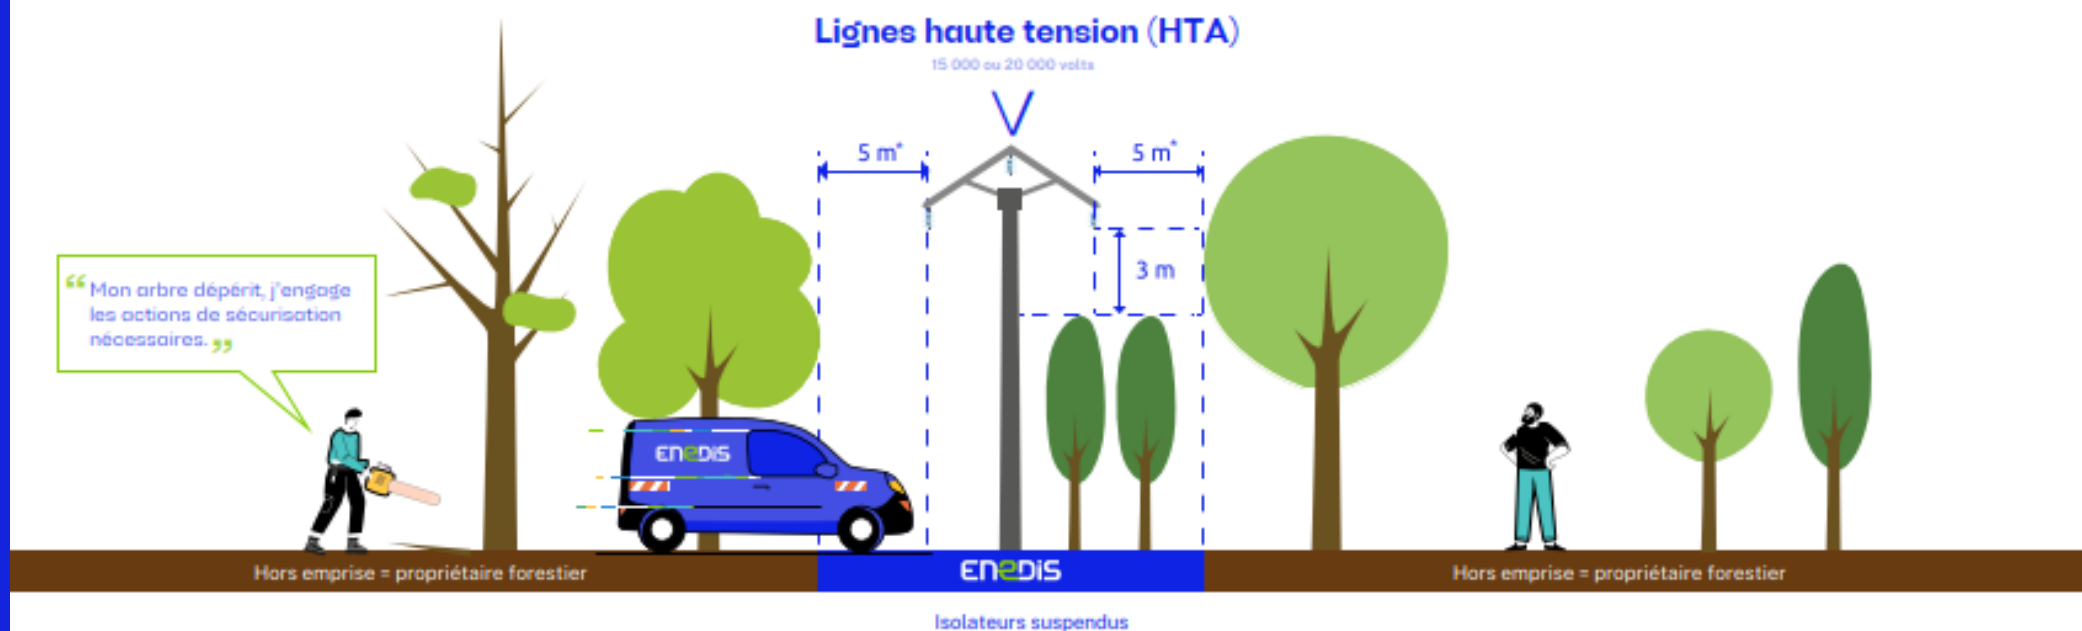 Lignes haute tension (HTA)
15 000 ou 20 000 volts
5 m*
5 m*
3 m
“ Mon arbre dépérit, j'engage
les actions de sécurisation
nécessaires. ”
ENEDIS
Hors emprise = propriétaire forestier
ENEDIS
Hors emprise = propriétaire forestier
Isolateurs suspendus